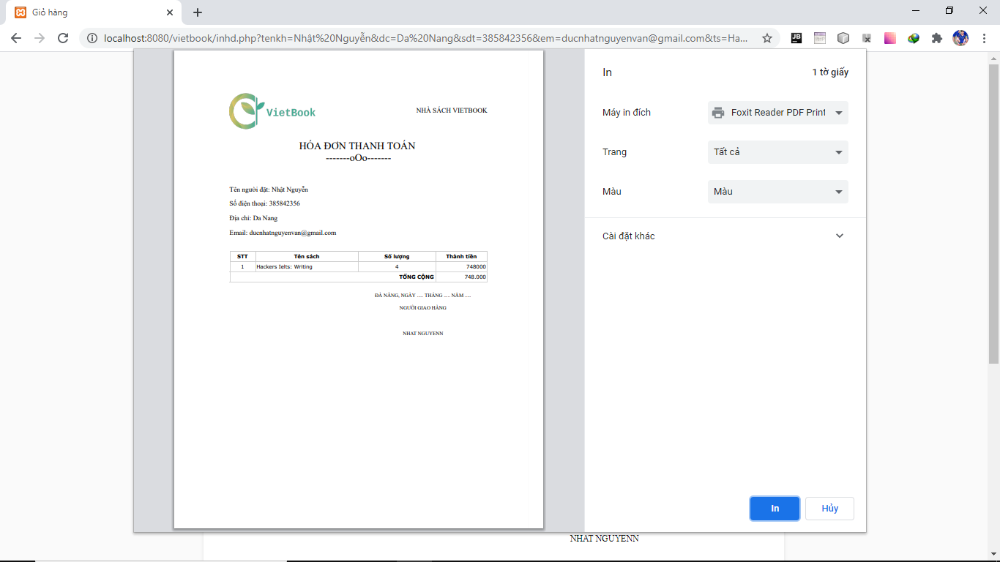 Giỏ hàng
localhost:8080/vietbook/inhd.php?tenkh=Nhật%20Nguyễn&dc=Da%20Nang&sdt=385842356&em=ducnhatnguyenvan@gmail.com&ts=Ha...
VietBook
NHÀ SÁCH VIETBOOK
HÓA ĐƠN THANH TOÁN
-------oOo-------
Tên người đặt: Nhật Nguyễn
Số điện thoại: 385842356
Địa chỉ: Da Nang
Email: ducnhatnguyenvan@gmail.com
STT Tên sách Số lượng Thành tiền
1 Hackers Ielts: Writing 4 748000
TỔNG CỘNG 748.000
ĐÀ NẴNG, NGÀY ..... THÁNG ..... NĂM .....
NGƯỜI GIAO HÀNG
NHAT NGUYENN
In 1 tờ giấy
Máy in đích Foxit Reader PDF Print
Trang Tất cả
Màu Màu
Cài đặt khác
In Hủy
NHAT NGUYENN